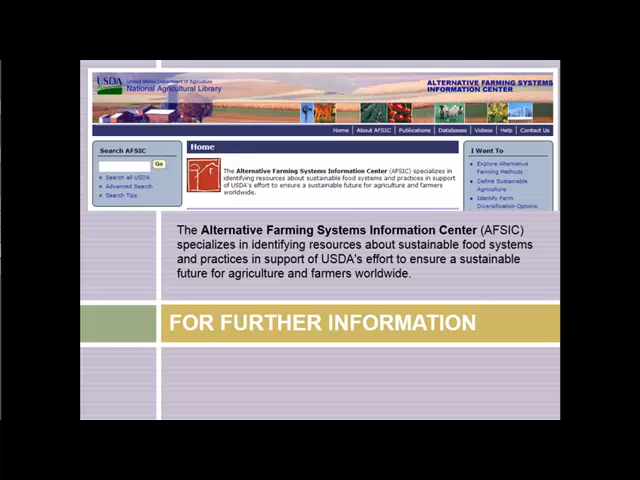 USDA
United States Department of Agriculture
National Agricultural Library
ALTERNATIVE FARMING SYSTEMS
INFORMATION CENTER
Home | About AFSIC | Publications | Databases | Videos | Help | Contact Us
Search AFSIC
Go
Search all USDA
Advanced Search
Search Tips
Home
The Alternative Farming Systems Information Center (AFSIC) specializes in
identifying resources about sustainable food systems and practices in support
of USDA's effort to ensure a sustainable future for agriculture and farmers
worldwide.
I Want To
Explore Alternative
Farming Methods
Define Sustainable
Agriculture
Identify Farm
Diversification Options
The Alternative Farming Systems Information Center (AFSIC)
specializes in identifying resources about sustainable food systems
and practices in support of USDA's effort to ensure a sustainable
future for agriculture and farmers worldwide.
FOR FURTHER INFORMATION